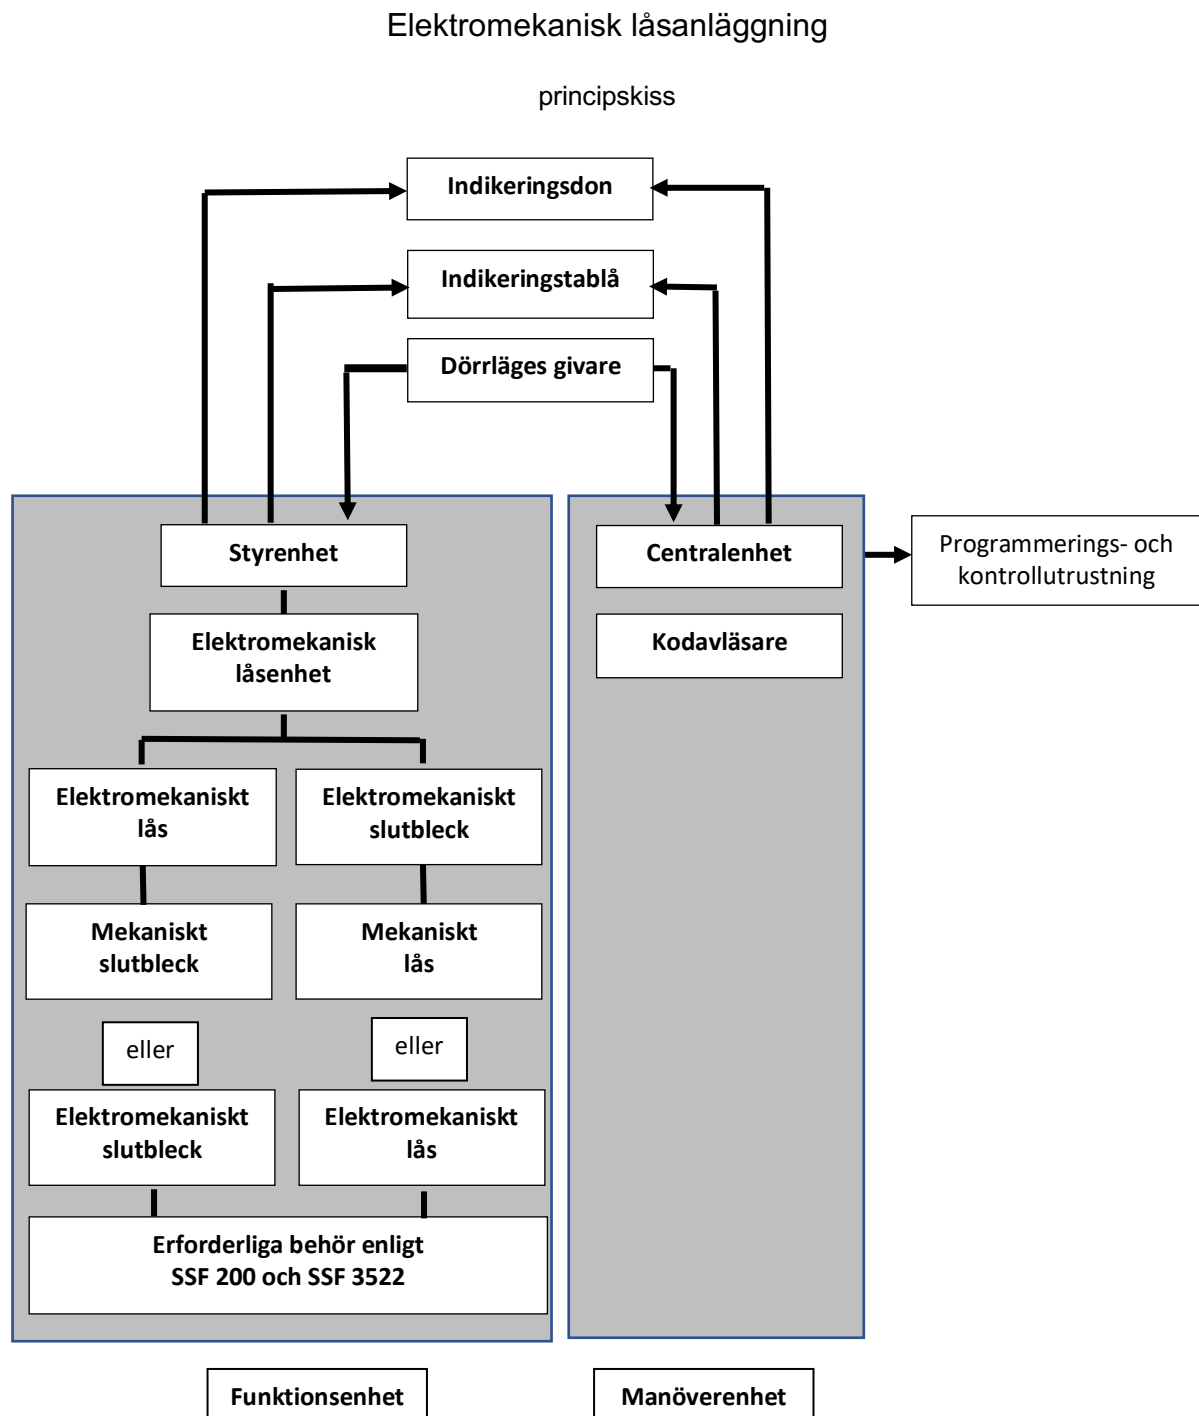 Elektromekanisk låsanläggning
principskiss
Indikeringsdon
Indikeringstablå
Dörrläges givare
Styrenhet
Centralenhet
Programmerings- och
kontrollutrustning
Elektromekanisk
låsenhet
Kodavläsare
Elektromekaniskt
lås
Elektromekaniskt
slutbleck
Mekaniskt
slutbleck
Mekaniskt
lås
eller
eller
Elektromekaniskt
slutbleck
Elektromekaniskt
lås
Erforderliga behör enligt
SSF 200 och SSF 3522
Funktionsenhet
Manöverenhet